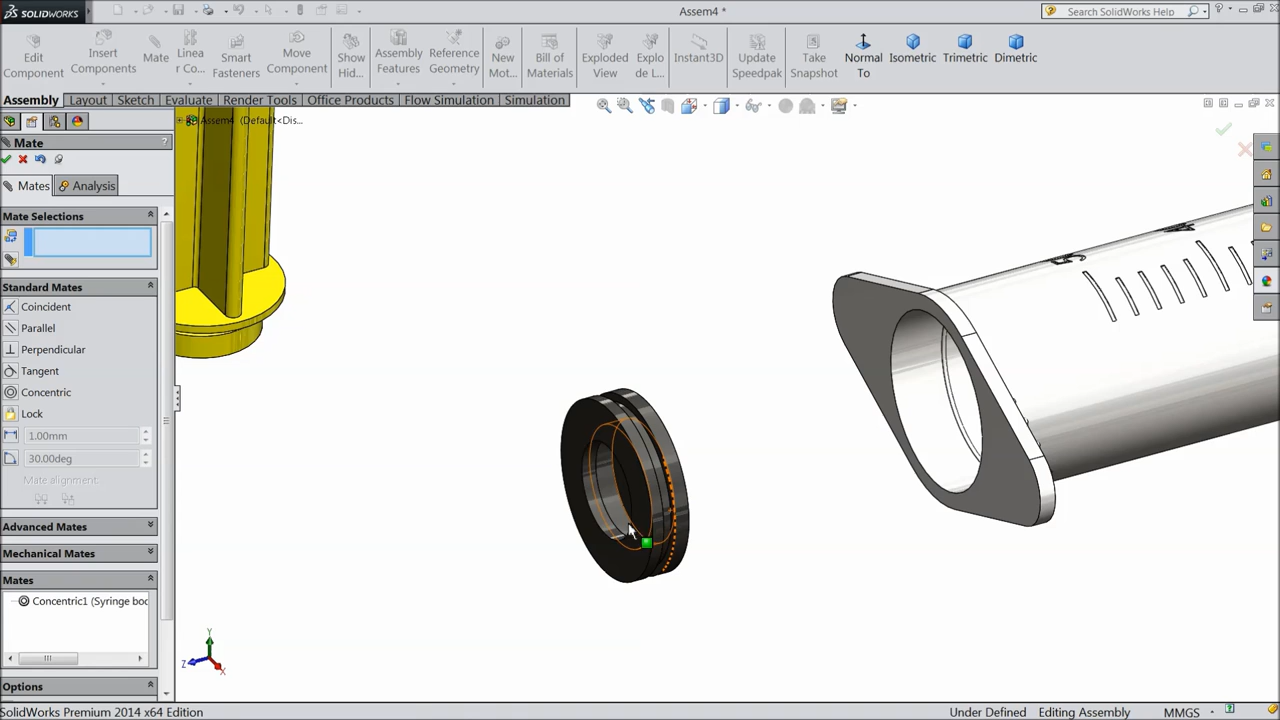 SOLIDWORKS
Assem4 *
Search SolidWorks Help
Edit Component
Insert Components
Mate
Linea r Co...
Smart Fasteners
Move Component
Show Hid...
Assembly Features
Reference Geometry
New Mot...
Bill of Materials
Exploded View
Explo de L...
Instant3D
Update Speedpak
Take Snapshot
Normal To
Isometric
Trimetric
Dimetric
Assembly
Layout
Sketch
Evaluate
Render Tools
Office Products
Flow Simulation
Simulation
Assem4 (Default<Dis...
Mate
?
Mates
Analysis
Mate Selections
Standard Mates
Coincident
Parallel
Perpendicular
Tangent
Concentric
Lock
1.00mm
30.00deg
Mate alignment:
Advanced Mates
Mechanical Mates
Mates
Concentric1 (Syringe boc
Options
5
Y
Z
X
SolidWorks Premium 2014 x64 Edition
Under Defined
Editing Assembly
MMGS